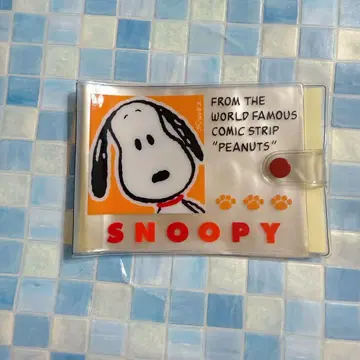 FROM THE
WORLD FAMOUS
COMIC STRIP
"PEANUTS"
SNOOPY